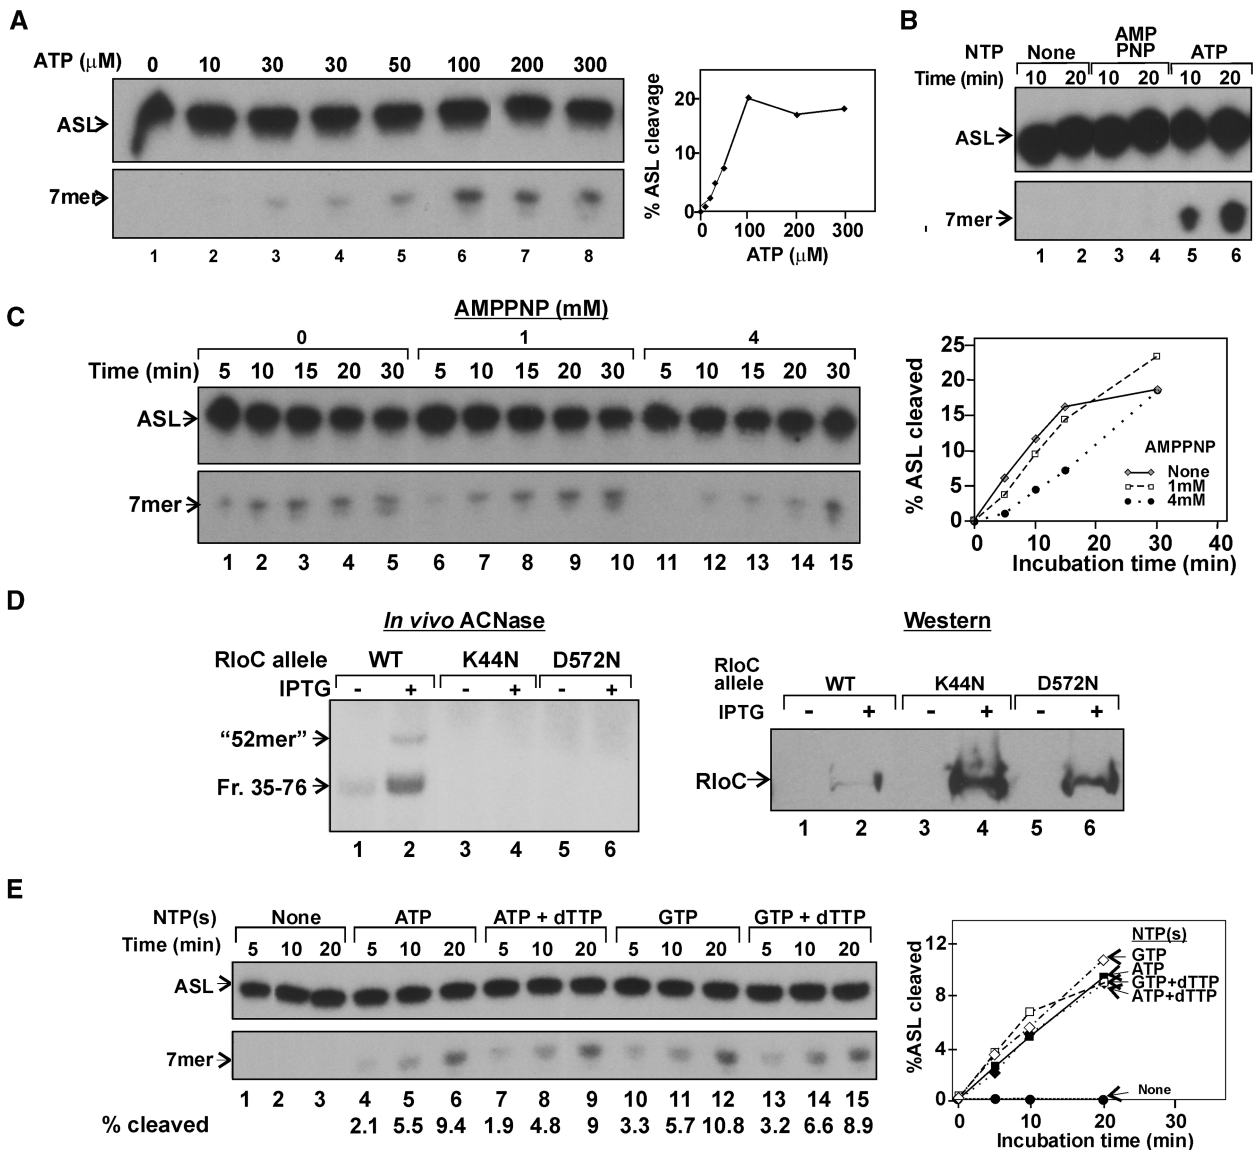 A
ATP (μM) 0 10 30 30 50 100 200 300
ASL
7mer
1 2 3 4 5 6 7 8
% ASL cleavage
20
10
0
0 100 200 300
ATP (μM)
B
NTP None AMP PNP ATP
Time (min) 10 20 10 20 10 20
ASL
7mer
1 2 3 4 5 6
C
AMPPNP (mM)
0 1 4
Time (min) 5 10 15 20 30 5 10 15 20 30 5 10 15 20 30
ASL
7mer
1 2 3 4 5 6 7 8 9 10 11 12 13 14 15
% ASL cleaved
25
20
15
10
5
0
AMPPNP
None
1mM
4mM
0 10 20 30 40
Incubation time (min)
D
In vivo ACNase
RloC allele WT K44N D572N
IPTG - + - + - +
“52mer”
Fr. 35-76
1 2 3 4 5 6
Western
RloC allele WT K44N D572N
IPTG - + - + - +
RloC
1 2 3 4 5 6
E
NTP(s) None ATP ATP + dTTP GTP GTP + dTTP
Time (min) 5 10 20 5 10 20 5 10 20 5 10 20 5 10 20
ASL
7mer
1 2 3 4 5 6 7 8 9 10 11 12 13 14 15
% cleaved 2.1 5.5 9.4 1.9 4.8 9 3.3 5.7 10.8 3.2 6.6 8.9
%ASL cleaved
12
8
4
0
NTP(s)
GTP
ATP
GTP+dTTP
ATP+dTTP
None
0 10 20 30
Incubation time (min)